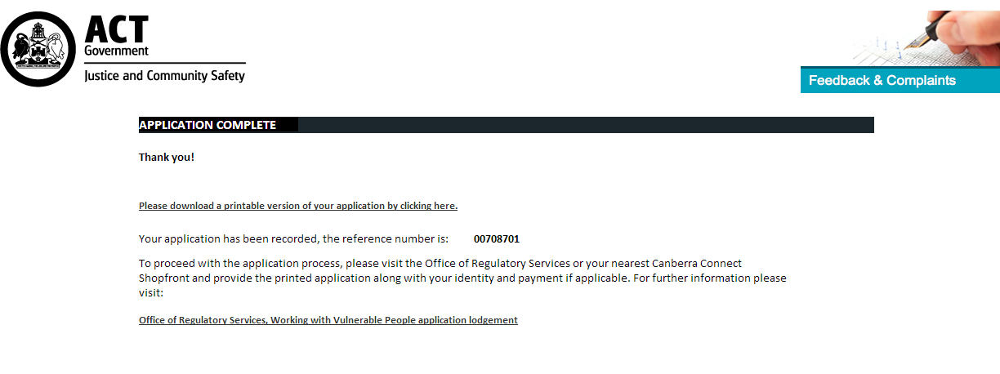 ACT
Government
Justice and Community Safety
Feedback & Complaints
APPLICATION COMPLETE
Thank you!
Please download a printable version of your application by clicking here.
Your application has been recorded, the reference number is: 00708701
To proceed with the application process, please visit the Office of Regulatory Services or your nearest Canberra Connect
Shopfront and provide the printed application along with your identity and payment if applicable. For further information please
visit:
Office of Regulatory Services, Working with Vulnerable People application lodgement